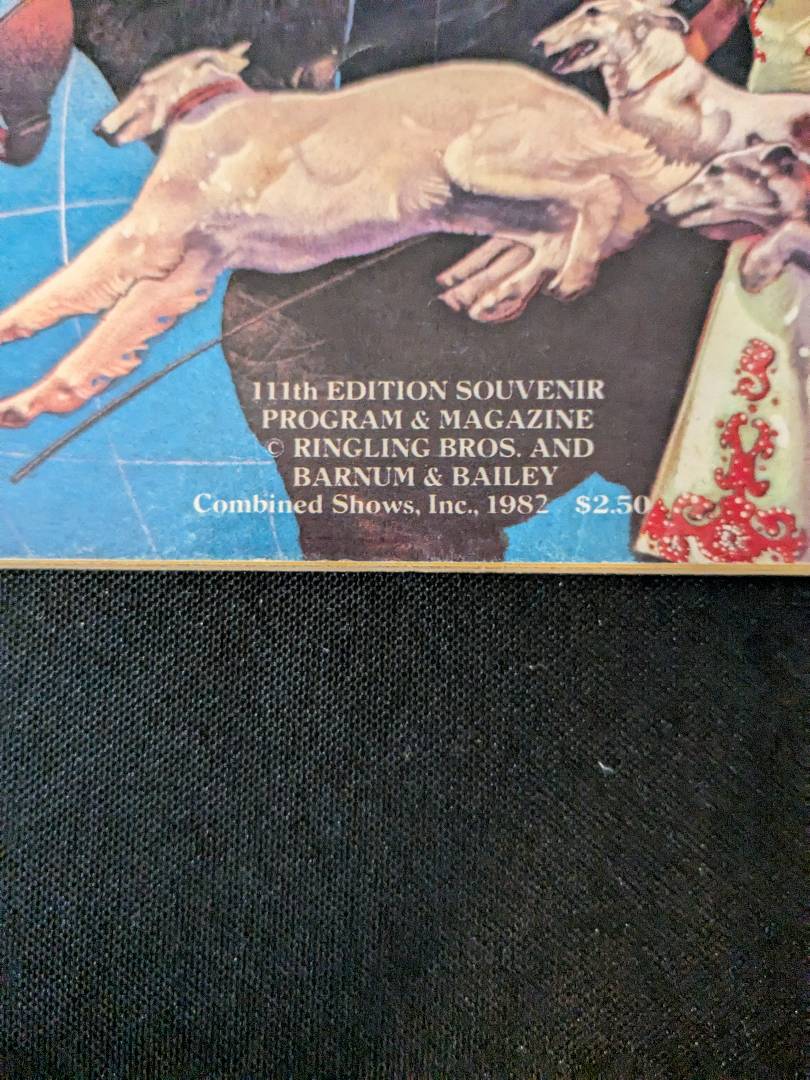 111th EDITION SOUVENIR
PROGRAM & MAGAZINE
© RINGLING BROS. AND
BARNUM & BAILEY
Combined Shows, Inc., 1982 $2.50